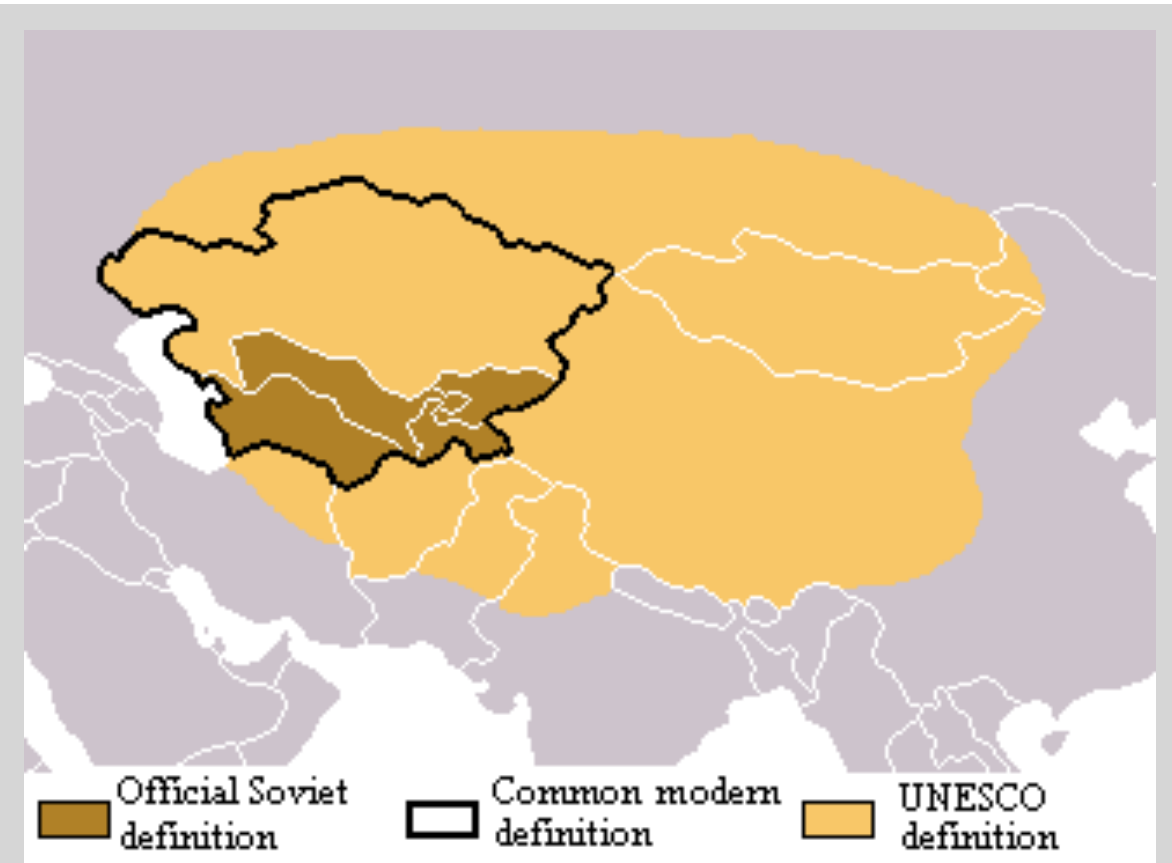 Official Soviet
definition
Common modern
definition
UNESCO
definition